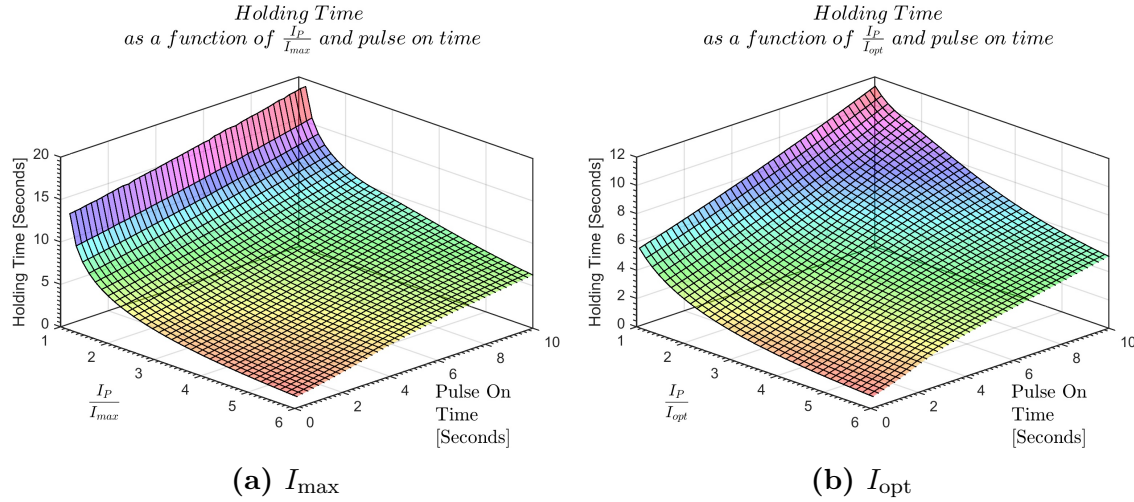 Holding Time
as a function of I_P/I_max and pulse on time
20
15
10
5
0
Holding Time [Seconds]
1
2
3
4
5
6
I_P/I_max
0
2
4
6
8
10
Pulse On
Time
[Seconds]
(a) I_max
Holding Time
as a function of I_P/I_opt and pulse on time
12
10
8
6
4
2
0
Holding Time [Seconds]
1
2
3
4
5
6
I_P/I_opt
0
2
4
6
8
10
Pulse On
Time
[Seconds]
(b) I_opt